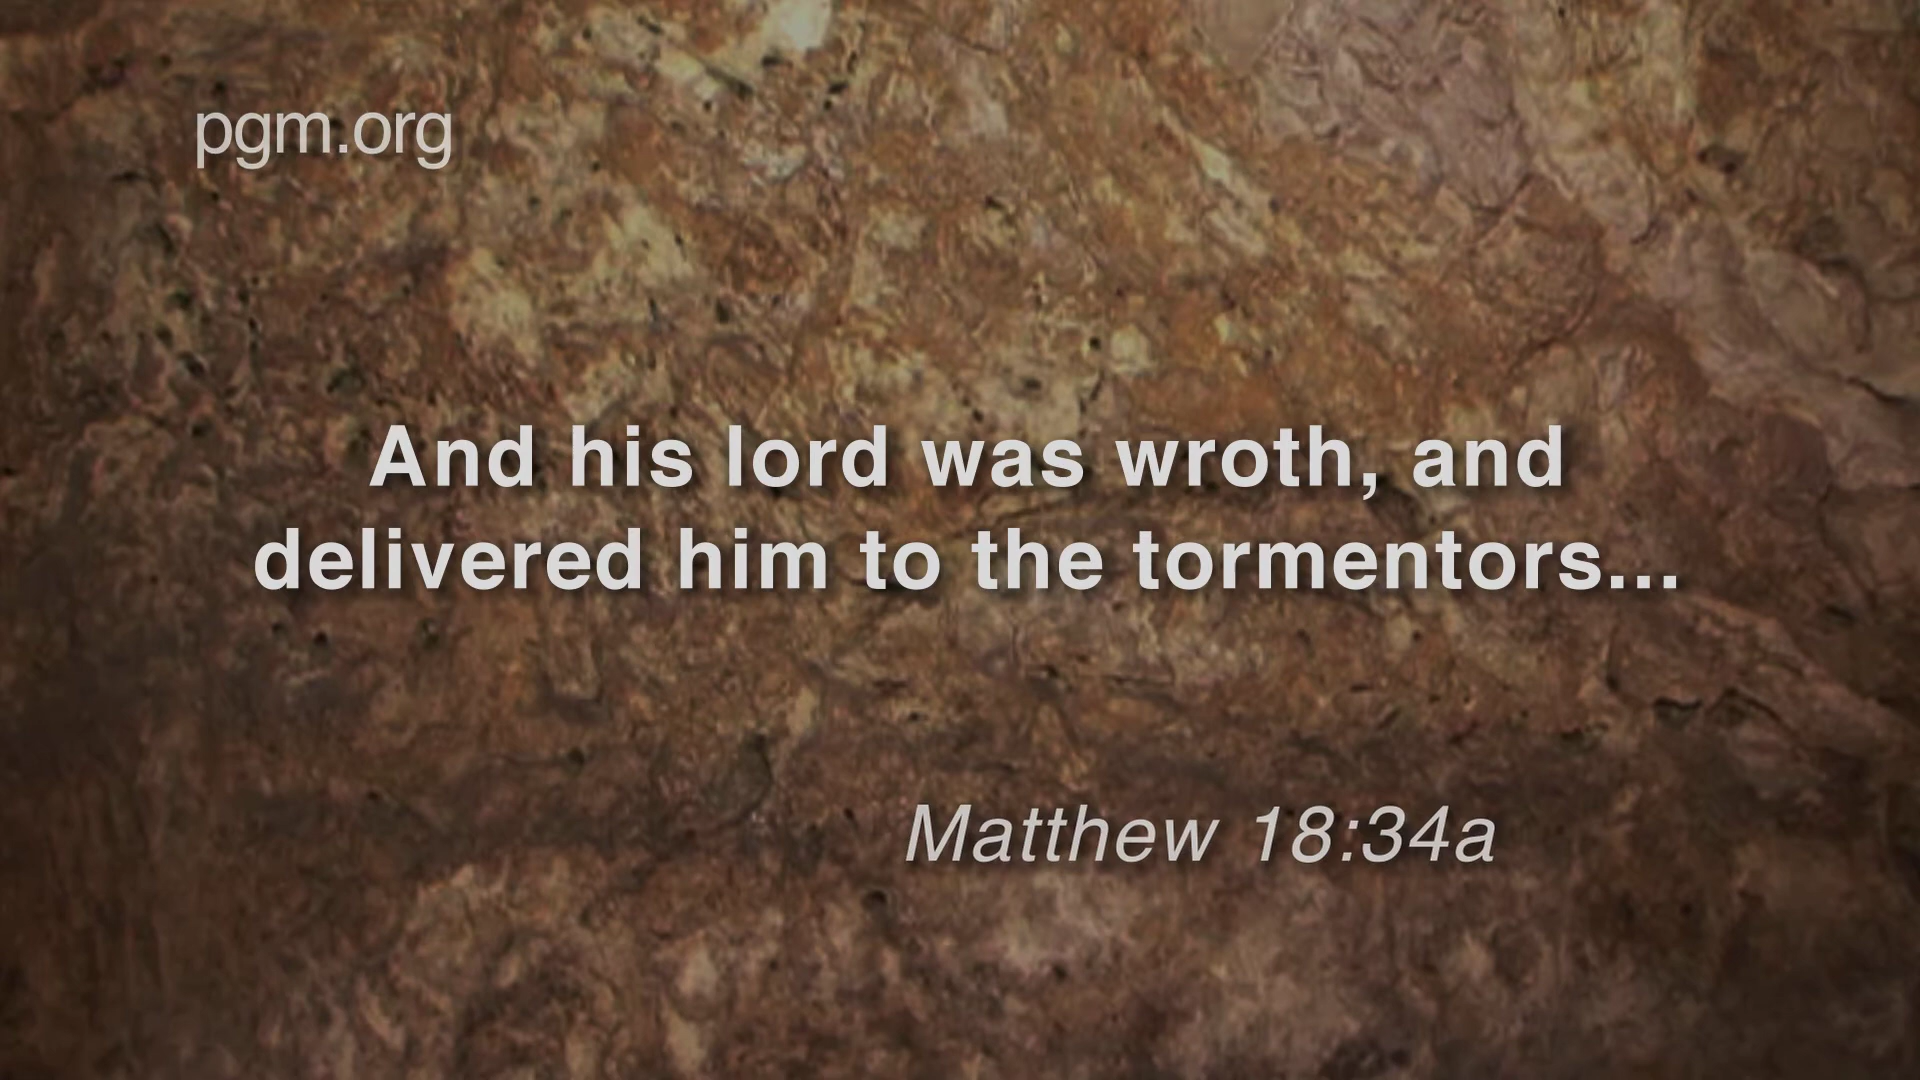 pgm.org
And his lord was wroth, and
delivered him to the tormentors...
Matthew 18:34a